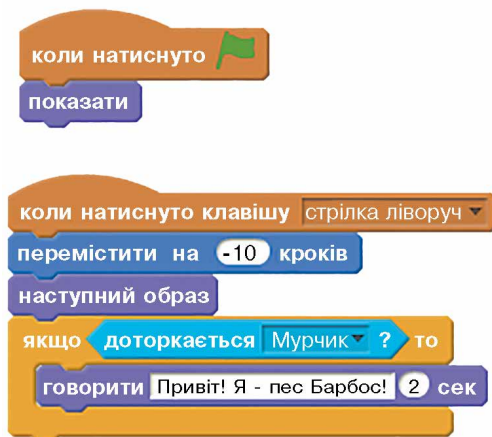 коли натиснуто
показати
коли натиснуто клавішу стрілка ліворуч
перемістити на -10 кроків
наступний образ
якщо доторкається Мурчик ? то
говорити Привіт! Я - пес Барбос! 2 сек